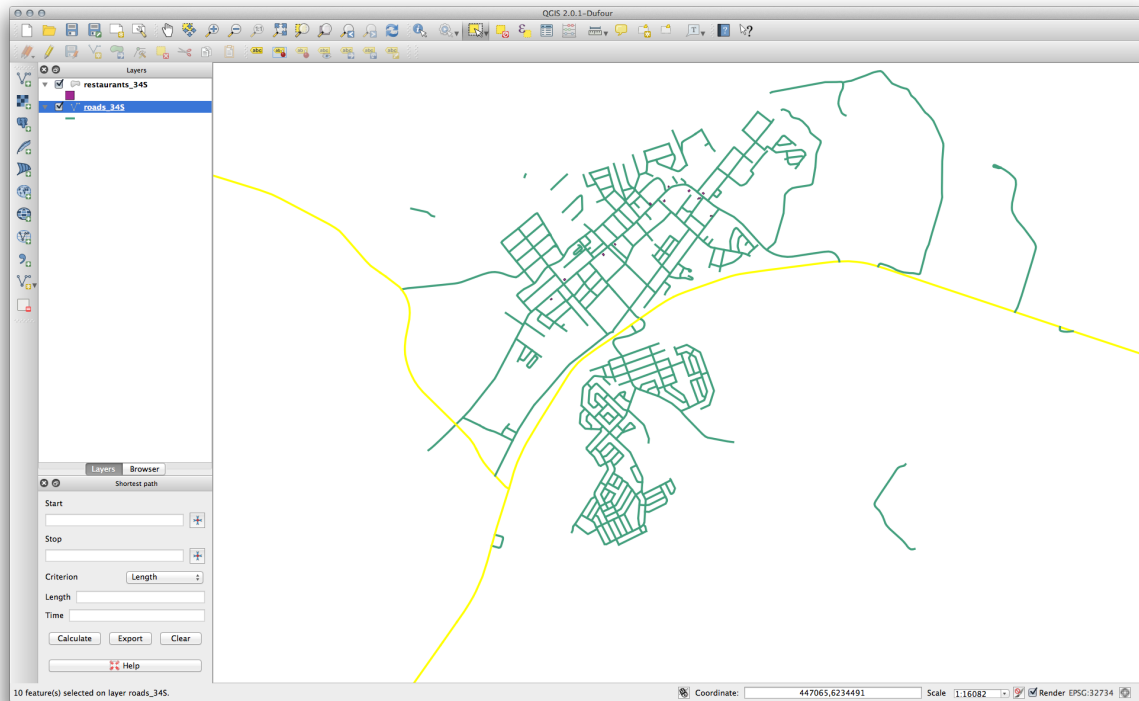 QGIS 2.0.1-Dufour
Layers
restaurants_34S
roads_34S
Layers Browser
Shortest path
Start
Stop
Criterion Length
Length
Time
Calculate Export Clear
Help
10 feature(s) selected on layer roads_34S.
Coordinate: 447065,6234491 Scale 1:16082 Render EPSG:32734